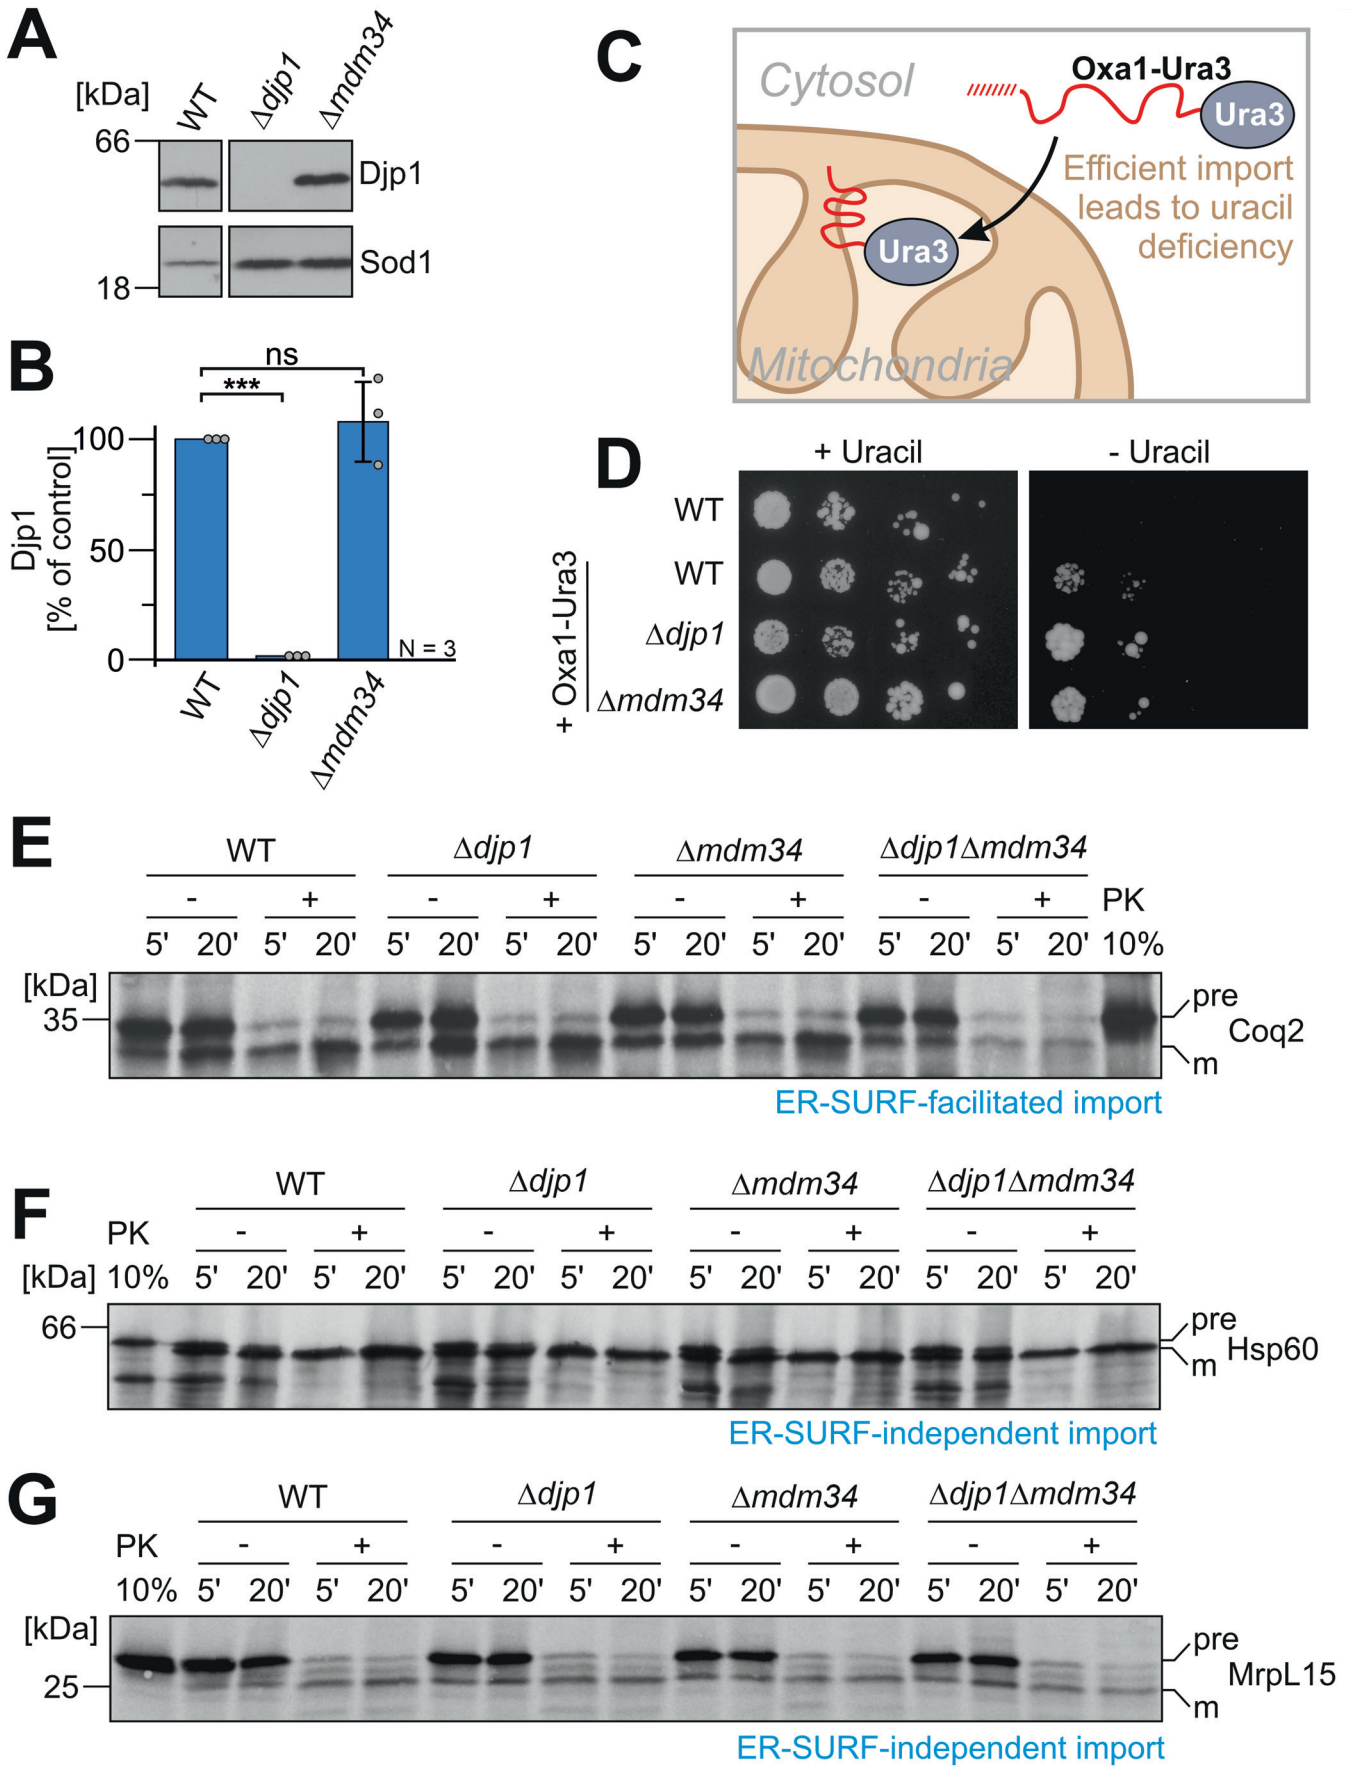 A
[kDa]
WT
Δdjp1
Δmdm34
66
Djp1
Sod1
18
B
ns
***
100
50
0
Djp1
[% of control]
N = 3
WT
Δdjp1
Δmdm34
C
Cytosol
Oxa1-Ura3
Ura3
Efficient import
leads to uracil
deficiency
Ura3
Mitochondria
D
+ Uracil
- Uracil
WT
+ Oxa1-Ura3
WT
Δdjp1
Δmdm34
E
WT Δdjp1 Δmdm34 Δdjp1Δmdm34
- + - + - + - + PK
5' 20' 5' 20' 5' 20' 5' 20' 5' 20' 5' 20' 5' 20' 5' 20' 10%
[kDa]
35
pre
Coq2
m
ER-SURF-facilitated import
F
WT Δdjp1 Δmdm34 Δdjp1Δmdm34
PK - + - + - + - +
[kDa] 10% 5' 20' 5' 20' 5' 20' 5' 20' 5' 20' 5' 20' 5' 20' 5' 20'
66
pre
Hsp60
m
ER-SURF-independent import
G
WT Δdjp1 Δmdm34 Δdjp1Δmdm34
PK - + - + - + - +
10% 5' 20' 5' 20' 5' 20' 5' 20' 5' 20' 5' 20' 5' 20' 5' 20'
[kDa]
25
pre
MrpL15
m
ER-SURF-independent import